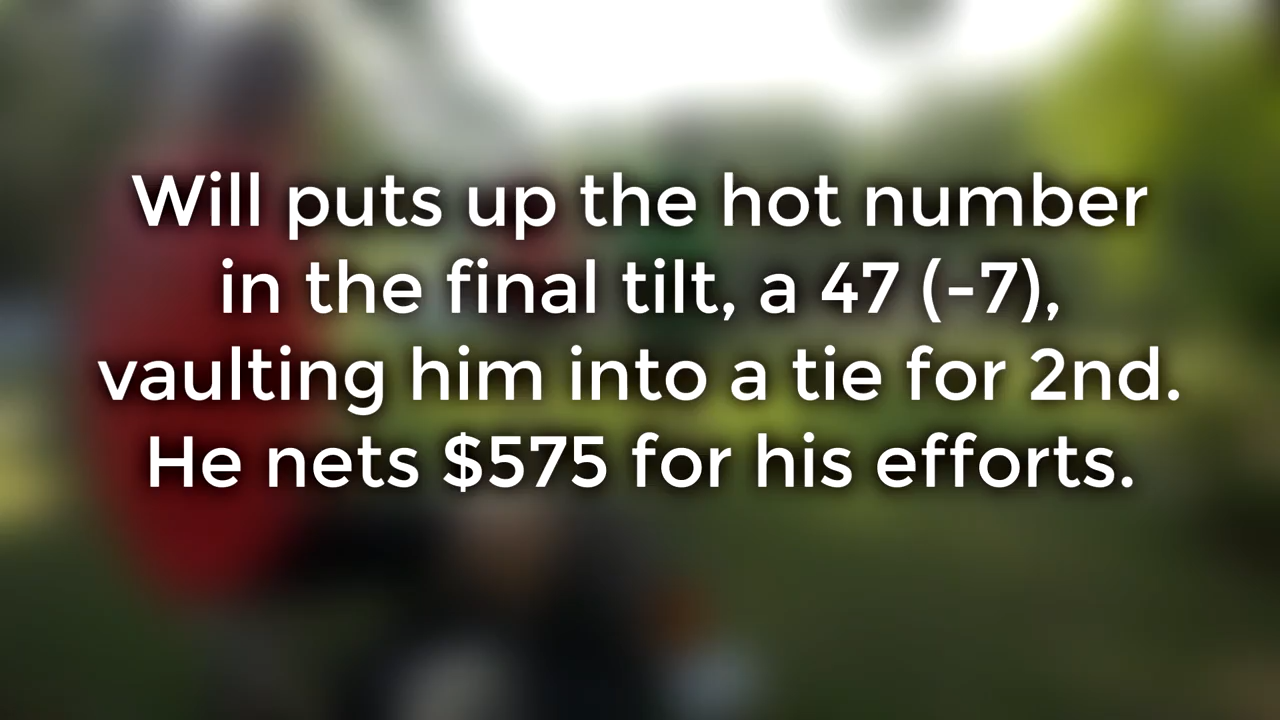 Will puts up the hot number
in the final tilt, a 47 (-7),
vaulting him into a tie for 2nd.
He nets $575 for his efforts.